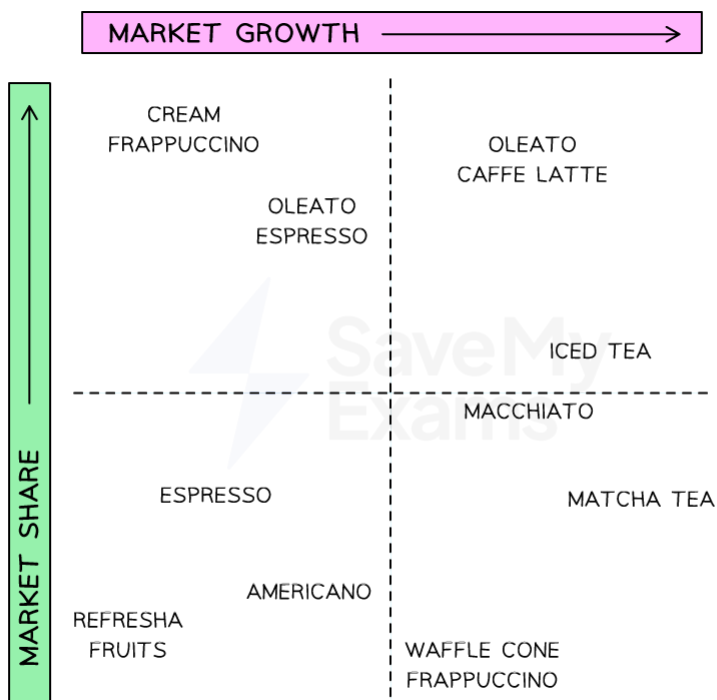 MARKET GROWTH
CREAM
FRAPPUCCINO
OLEATO
CAFFE LATTE
OLEATO
ESPRESSO
SaveMy
Exams
ICED TEA
MACCHIATO
ESPRESSO
MATCHA TEA
AMERICANO
REFRESHA
FRUITS
WAFFLE CONE
FRAPPUCCINO
MARKET SHARE